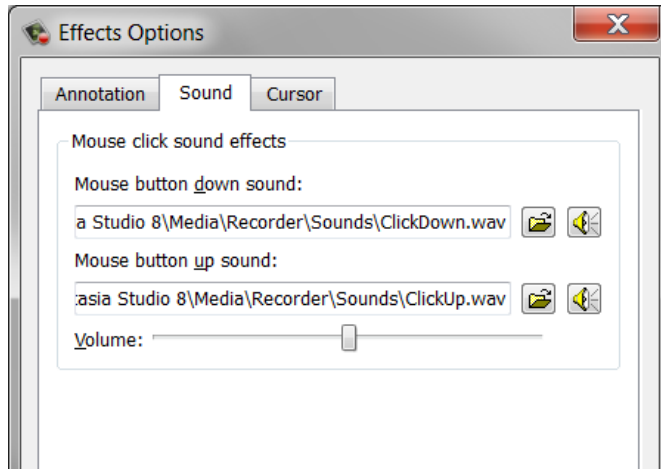 Effects Options
Annotation Sound Cursor
Mouse click sound effects
Mouse button down sound:
a Studio 8\Media\Recorder\Sounds\ClickDown.wav
Mouse button up sound:
tasia Studio 8\Media\Recorder\Sounds\ClickUp.wav
Volume: